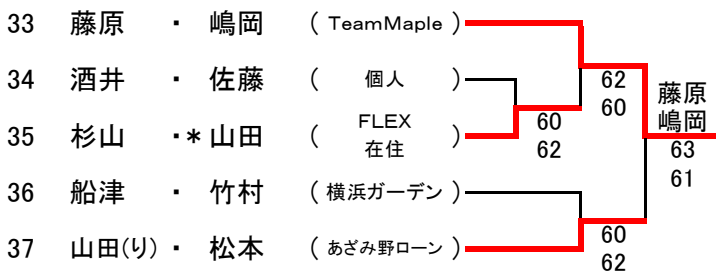 33 藤原 ・ 嶋岡 ( TeamMaple )
34 酒井 ・ 佐藤 ( 個人 )
62
60
藤原
嶋岡
35 杉山 ・* 山田 ( FLEX
在住 )
60
62
63
61
36 船津 ・ 竹村 ( 横浜ガーデン )
37 山田(り) ・ 松本 ( あざみ野ローン )
60
62